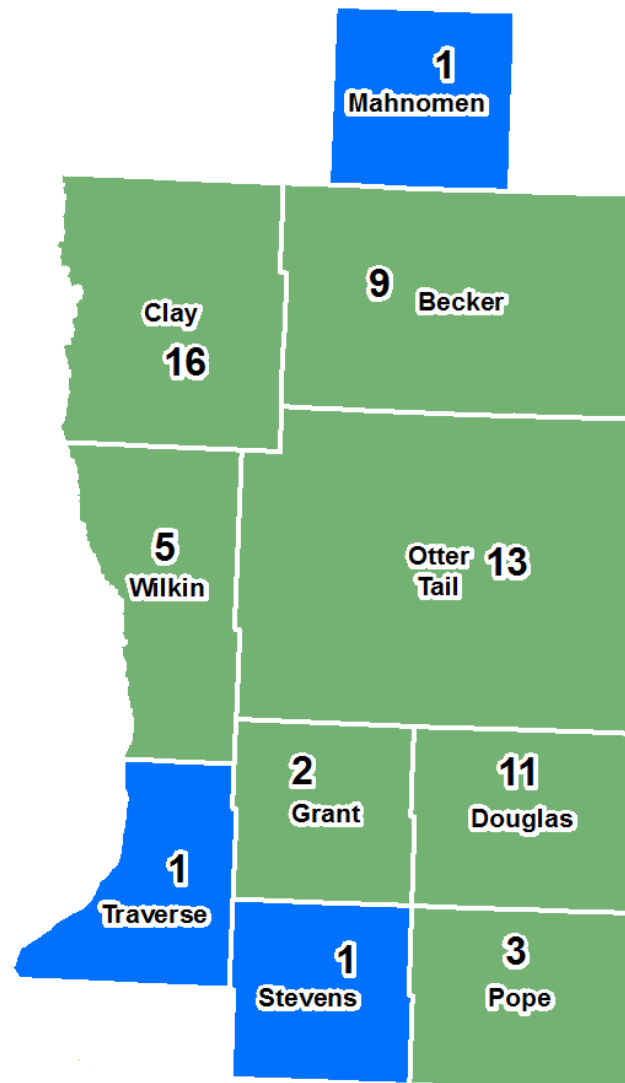 1
Mahnomen
9 Becker
Clay
16
5
Wilkin
Otter 13
Tail
2
Grant
11
Douglas
1
Traverse
1
Stevens
3
Pope